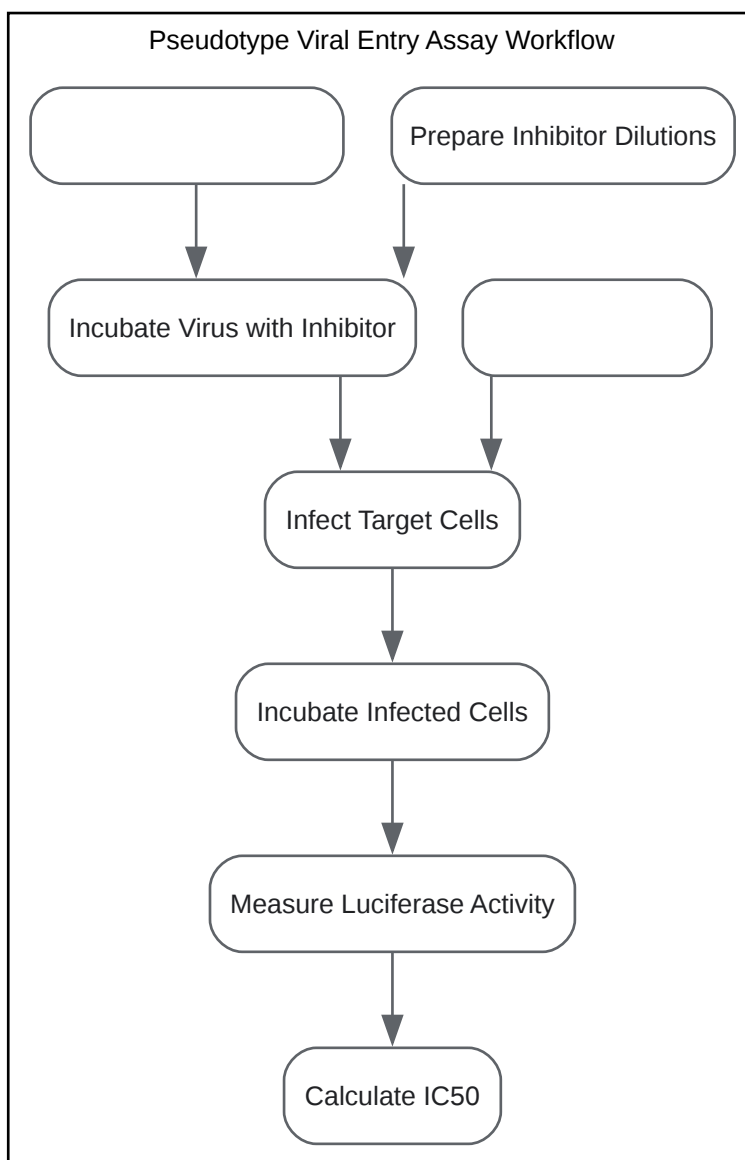 Pseudotype Viral Entry Assay Workflow
Prepare Inhibitor Dilutions
Incubate Virus with Inhibitor
Infect Target Cells
Incubate Infected Cells
Measure Luciferase Activity
Calculate IC50